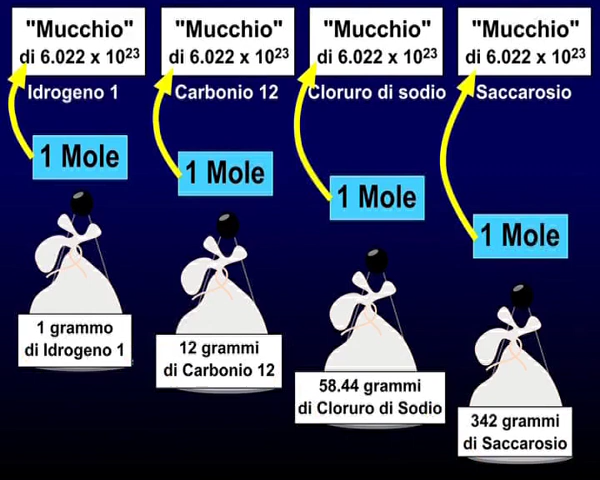 "Mucchio"
di 6.022 x 10²³
Idrogeno 1
"Mucchio"
di 6.022 x 10²³
Carbonio 12
"Mucchio"
di 6.022 x 10²³
Cloruro di sodio
"Mucchio"
di 6.022 x 10²³
Saccarosio
1 Mole
1 Mole
1 Mole
1 Mole
1 grammo
di Idrogeno 1
12 grammi
di Carbonio 12
58.44 grammi
di Cloruro di Sodio
342 grammi
di Saccarosio